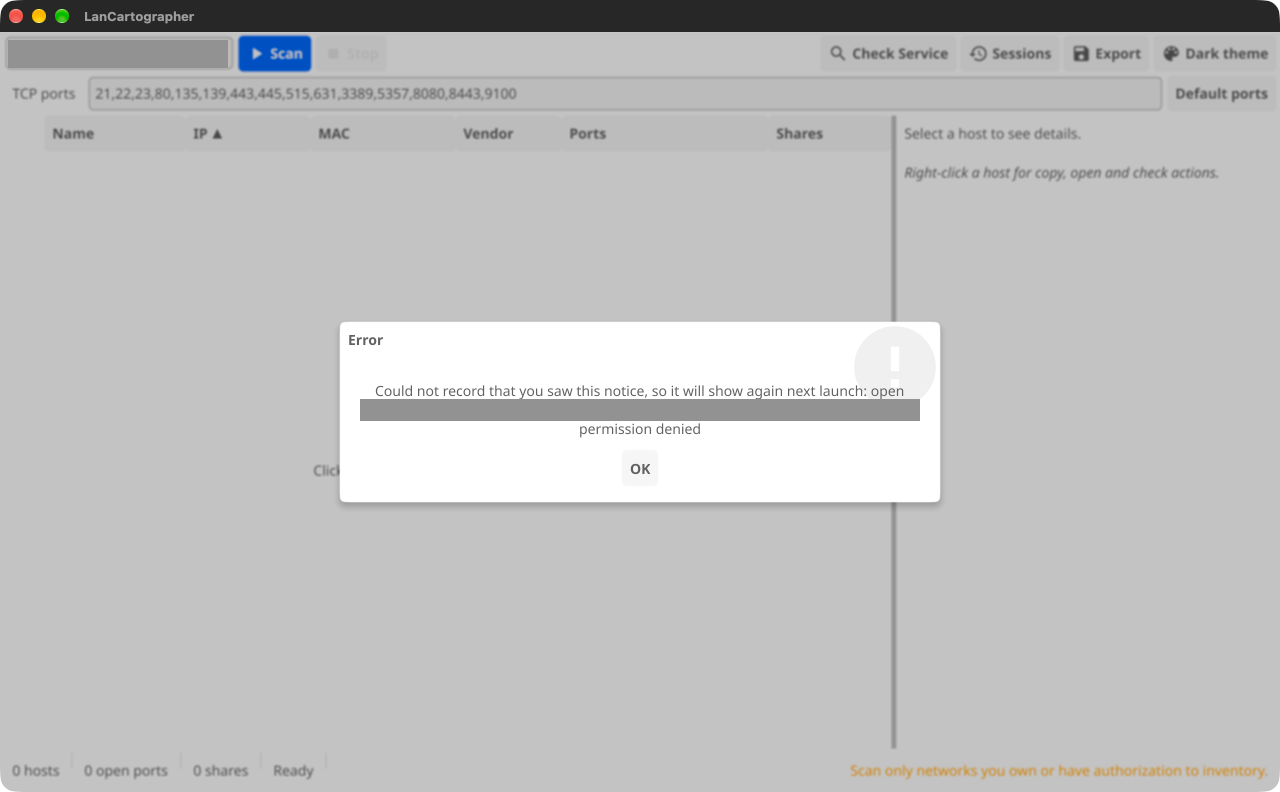 LanCartographer
Scan
Stop
Check Service
Sessions
Export
Dark theme
TCP ports
21,22,23,80,135,139,443,445,515,631,3389,5357,8080,8443,9100
Default ports
Name
IP ▲
MAC
Vendor
Ports
Shares
Select a host to see details.
Right-click a host for copy, open and check actions.
Error
Could not record that you saw this notice, so it will show again next launch: open
permission denied
OK
0 hosts
0 open ports
0 shares
Ready
Scan only networks you own or have authorization to inventory.